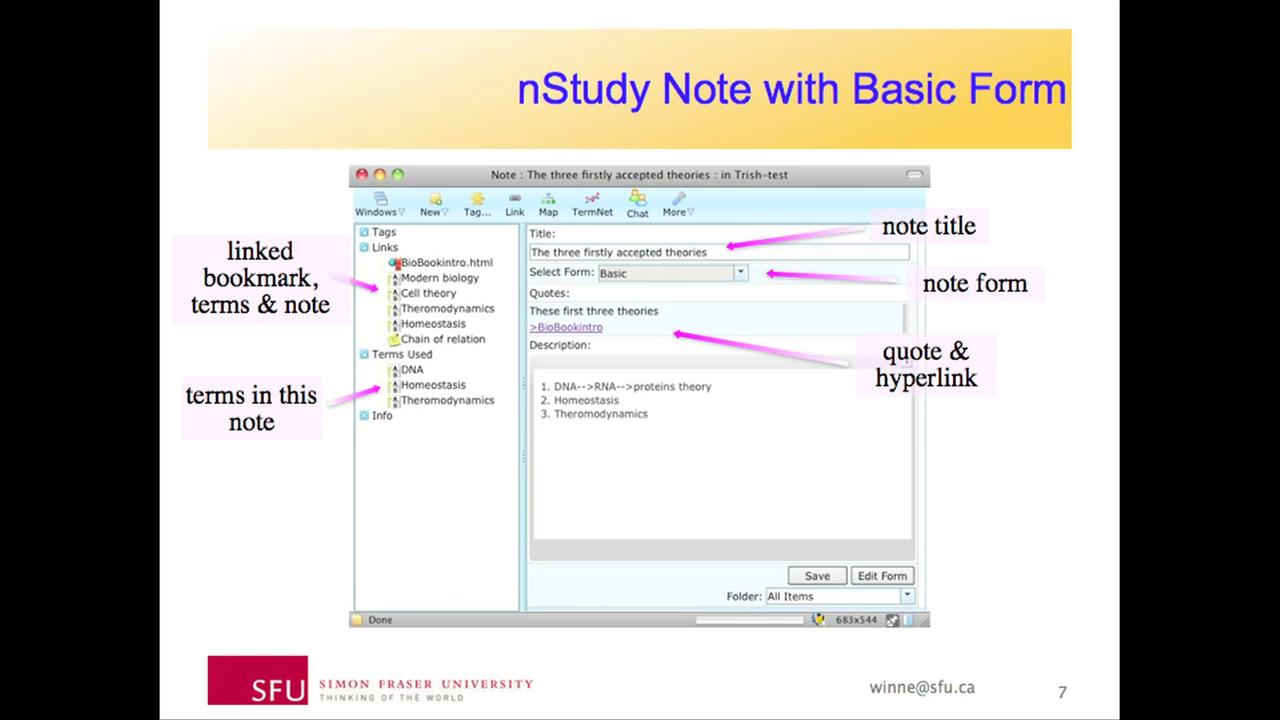 nStudy Note with Basic Form
Note : The three firstly accepted theories : in Trish-test
Windows New Tag... Link Map TermNet Chat More
Tags
Links
BioBookintro.html
Modern biology
Cell theory
Theromodynamics
Homeostasis
Chain of relation
Terms Used
DNA
Homeostasis
Theromodynamics
Info
Title:
The three firstly accepted theories
Select Form: Basic
Quotes:
These first three theories
>BioBookintro
Description:
1. DNA-->RNA-->proteins theory
2. Homeostasis
3. Theromodynamics
Save Edit Form
Folder: All Items
Done
683x544
linked
bookmark,
terms & note
terms in this
note
note title
note form
quote &
hyperlink
SFU
SIMON FRASER UNIVERSITY
THINKING OF THE WORLD
winne@sfu.ca
7